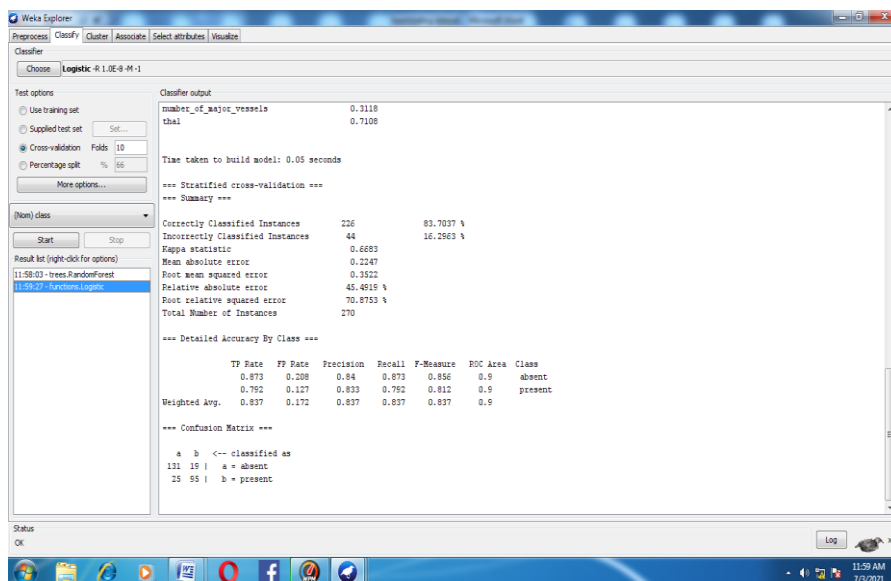 Weka Explorer
Preprocess Classify Cluster Associate Select attributes Visualize
Classifier
Choose Logistic -R 1.0E-8 -M -1
Test options
Use training set
Supplied test set Set...
Cross-validation Folds 10
Percentage split % 66
More options...
(Nom) class
Start Stop
Result list (right-click for options)
11:58:03 - trees.RandomForest
11:59:27 - functions.Logistic
Classifier output
number_of_major_vessels 0.3118
thal 0.7108
Time taken to build model: 0.05 seconds
=== Stratified cross-validation ===
=== Summary ===
Correctly Classified Instances 226 83.7037 %
Incorrectly Classified Instances 44 16.2963 %
Kappa statistic 0.6683
Mean absolute error 0.2247
Root mean squared error 0.3522
Relative absolute error 45.4919 %
Root relative squared error 70.8753 %
Total Number of Instances 270
=== Detailed Accuracy By Class ===
TP Rate FP Rate Precision Recall F-Measure ROC Area Class
0.873 0.208 0.84 0.873 0.856 0.9 absent
0.792 0.127 0.833 0.792 0.812 0.9 present
Weighted Avg. 0.837 0.172 0.837 0.837 0.837 0.9
=== Confusion Matrix ===
a b <-- classified as
131 19 | a = absent
25 95 | b = present
Status
OK
Log
11:59 AM